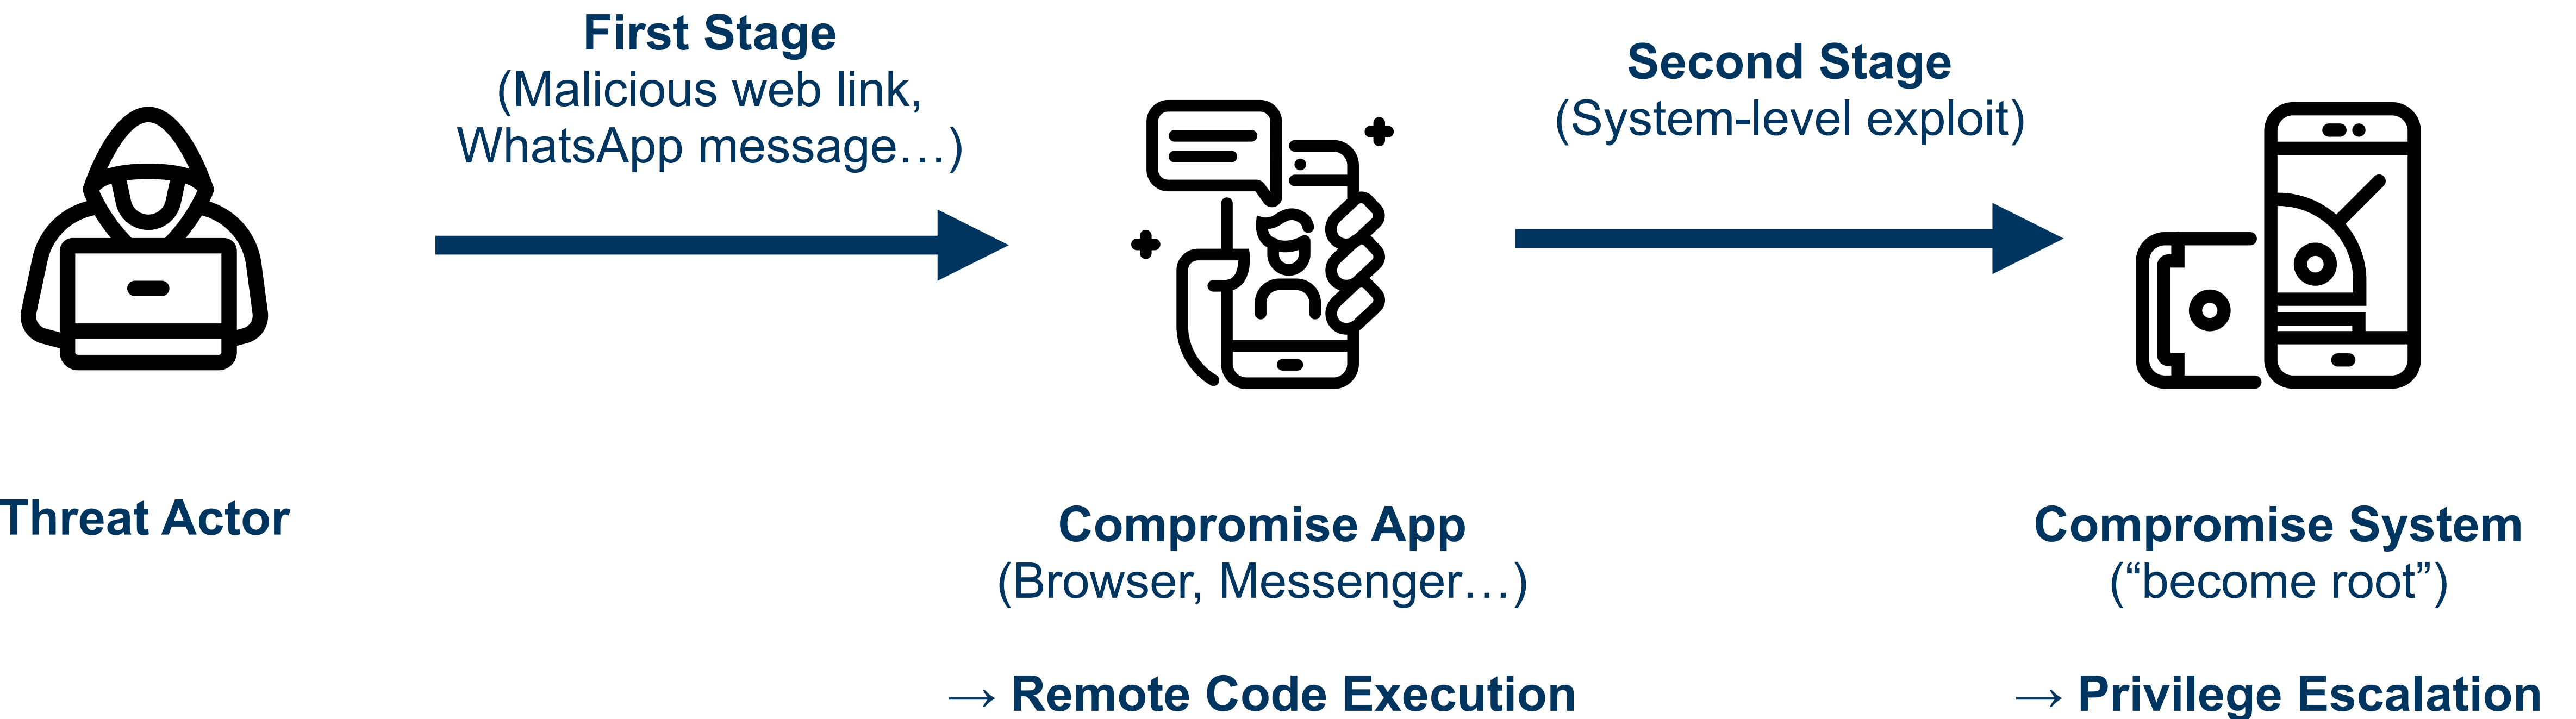 First Stage
(Malicious web link,
WhatsApp message…)
Second Stage
(System-level exploit)
Threat Actor
Compromise App
(Browser, Messenger…)
→ Remote Code Execution
Compromise System
(“become root”)
→ Privilege Escalation